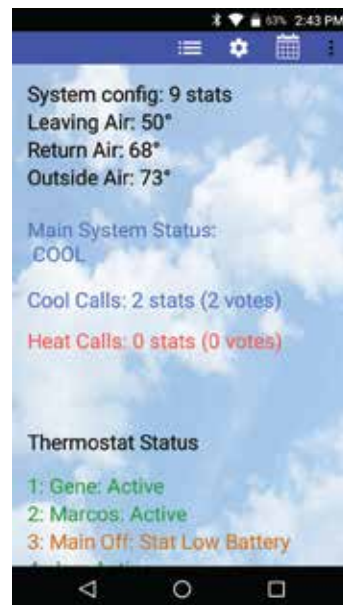 63% 2:43 PM
System config: 9 stats
Leaving Air: 50°
Return Air: 68°
Outside Air: 73°
Main System Status:
COOL
Cool Calls: 2 stats (2 votes)
Heat Calls: 0 stats (0 votes)
Thermostat Status
1: Gene: Active
2: Marcos: Active
3: Main Off: Stat Low Battery